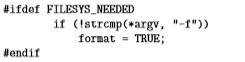 #ifdef FILESYS_NEEDED
        if (!strcmp(*argv, "-f"))
            format = TRUE;
#endif